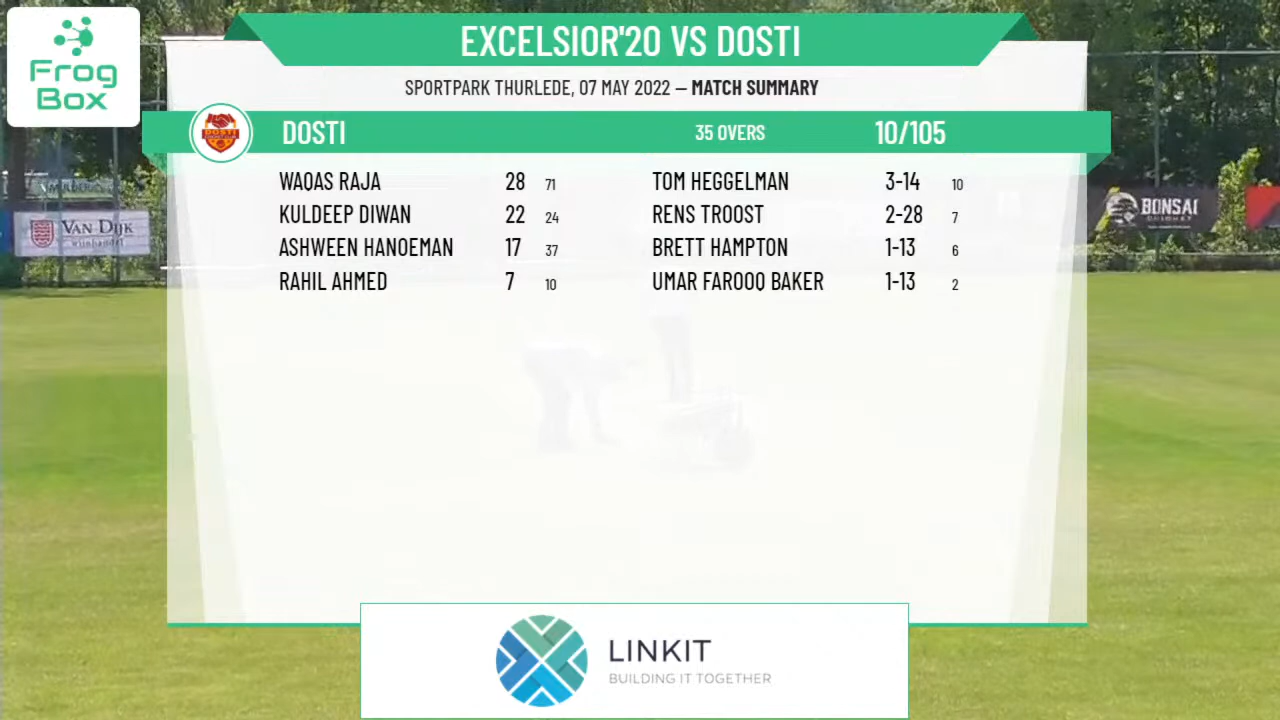 Frog
Box
EXCELSIOR'20 VS DOSTI
SPORTPARK THURLEDE, 07 MAY 2022 – MATCH SUMMARY
DOSTI
DOSTI 35 OVERS 10/105
WAQAS RAJA 28 71 TOM HEGGELMAN 3-14 10
KULDEEP DIWAN 22 24 RENS TROOST 2-28 7
ASHWEEN HANOEMAN 17 37 BRETT HAMPTON 1-13 6
RAHIL AHMED 7 10 UMAR FAROOQ BAKER 1-13 2
VAN DIJK
wijnhandel
BONSAI
CRICKET
LINKIT
BUILDING IT TOGETHER